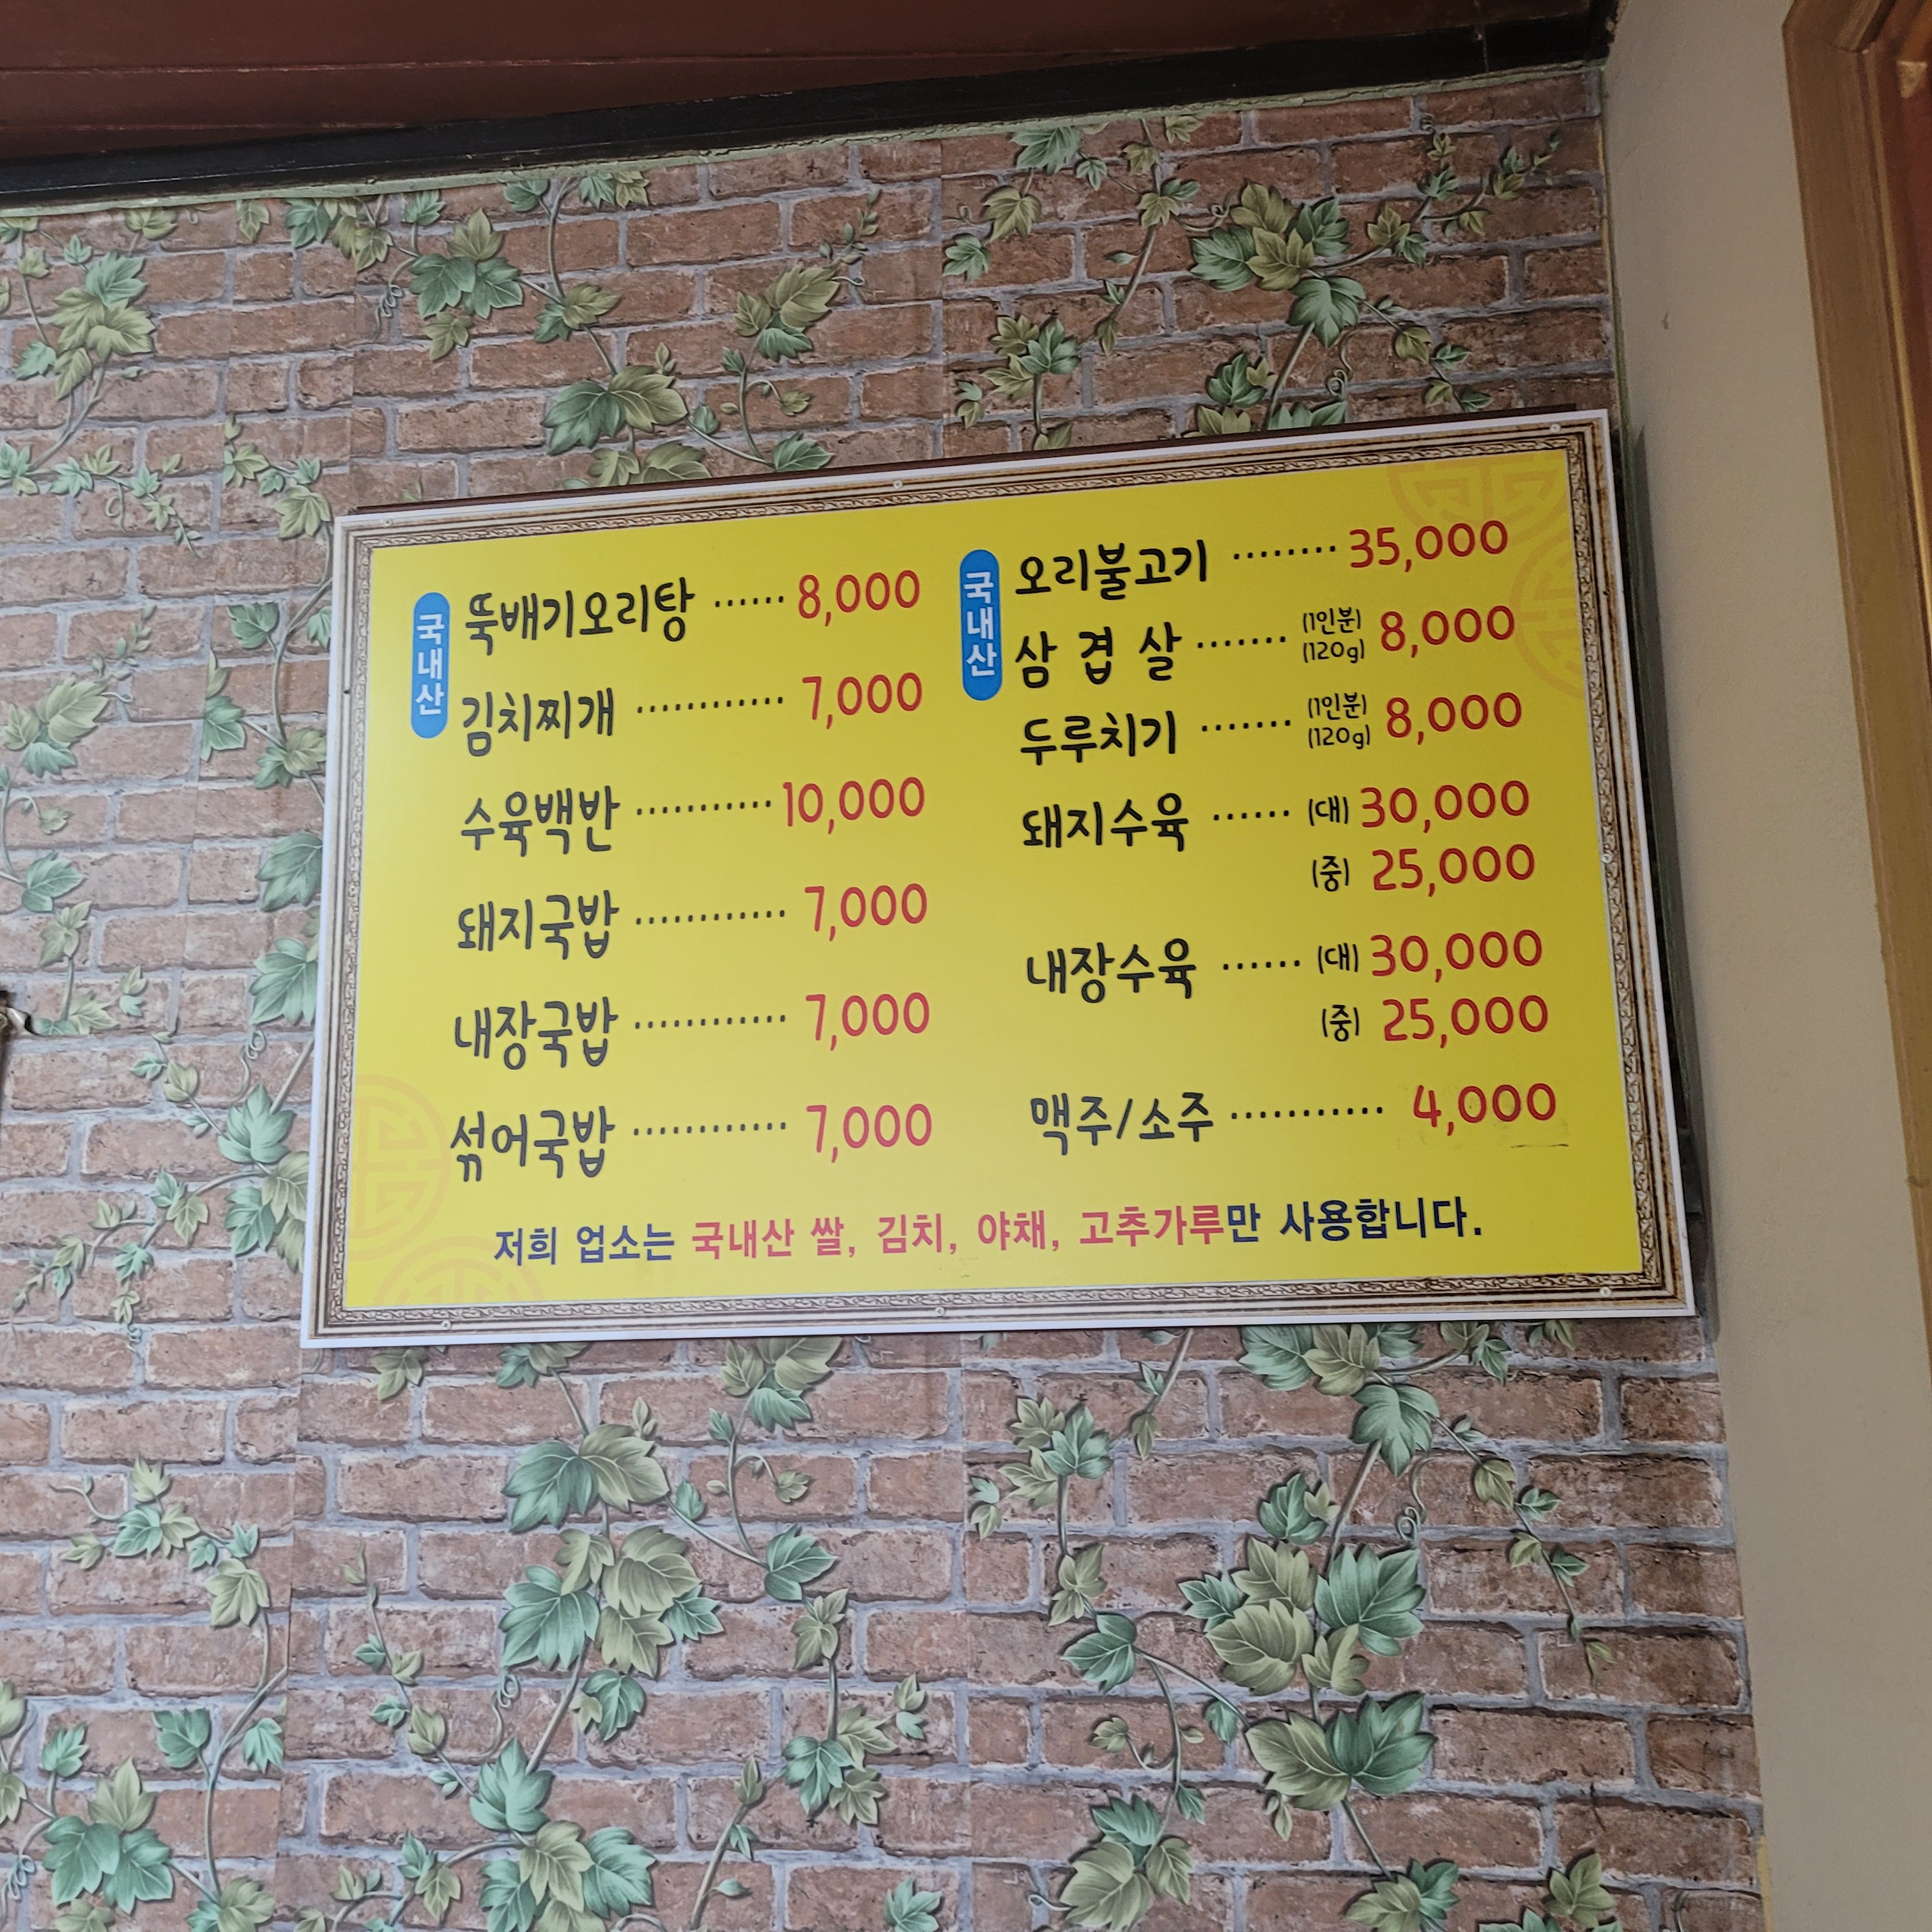 국내산
뚝배기오리탕 ······ 8,000
김치찌개 ············ 7,000
수육백반 ··········· 10,000
돼지국밥 ············ 7,000
내장국밥 ············ 7,000
섞어국밥 ············ 7,000
국내산
오리불고기 ········ 35,000
삼 겹 살 ······· (1인분) (120g) 8,000
두루치기 ······· (1인분) (120g) 8,000
돼지수육 ······ (대) 30,000
(중) 25,000
내장수육 ······ (대) 30,000
(중) 25,000
맥주/소주 ··········· 4,000
저희 업소는 국내산 쌀, 김치, 야채, 고추가루만 사용합니다.